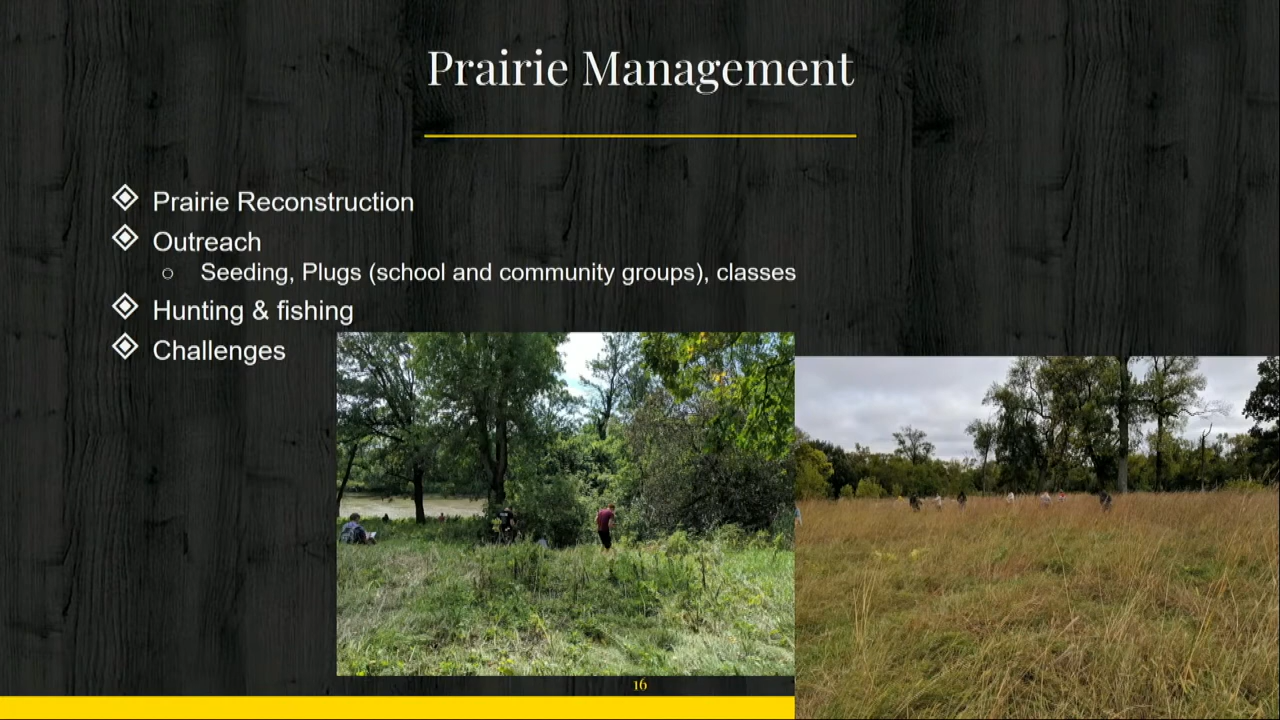 Prairie Management
Prairie Reconstruction
Outreach
Seeding, Plugs (school and community groups), classes
Hunting & fishing
Challenges
16